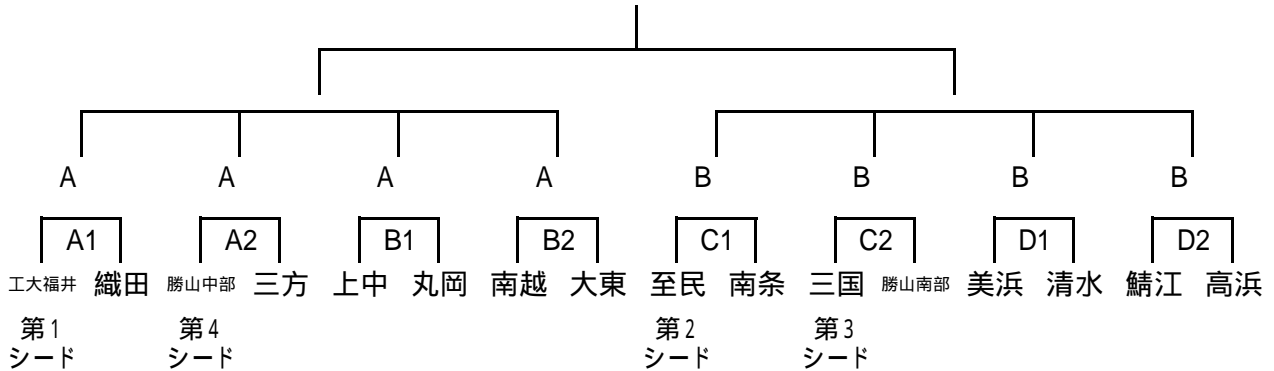 A A A A B B B B
A1 A2 B1 B2 C1 C2 D1 D2
工大福井 織田 勝山中部 三方 上中 丸岡 南越 大東 至民 南条 三国 勝山南部 美浜 清水 鯖江 高浜
第1 第4 第2 第3
シード シード シード シード